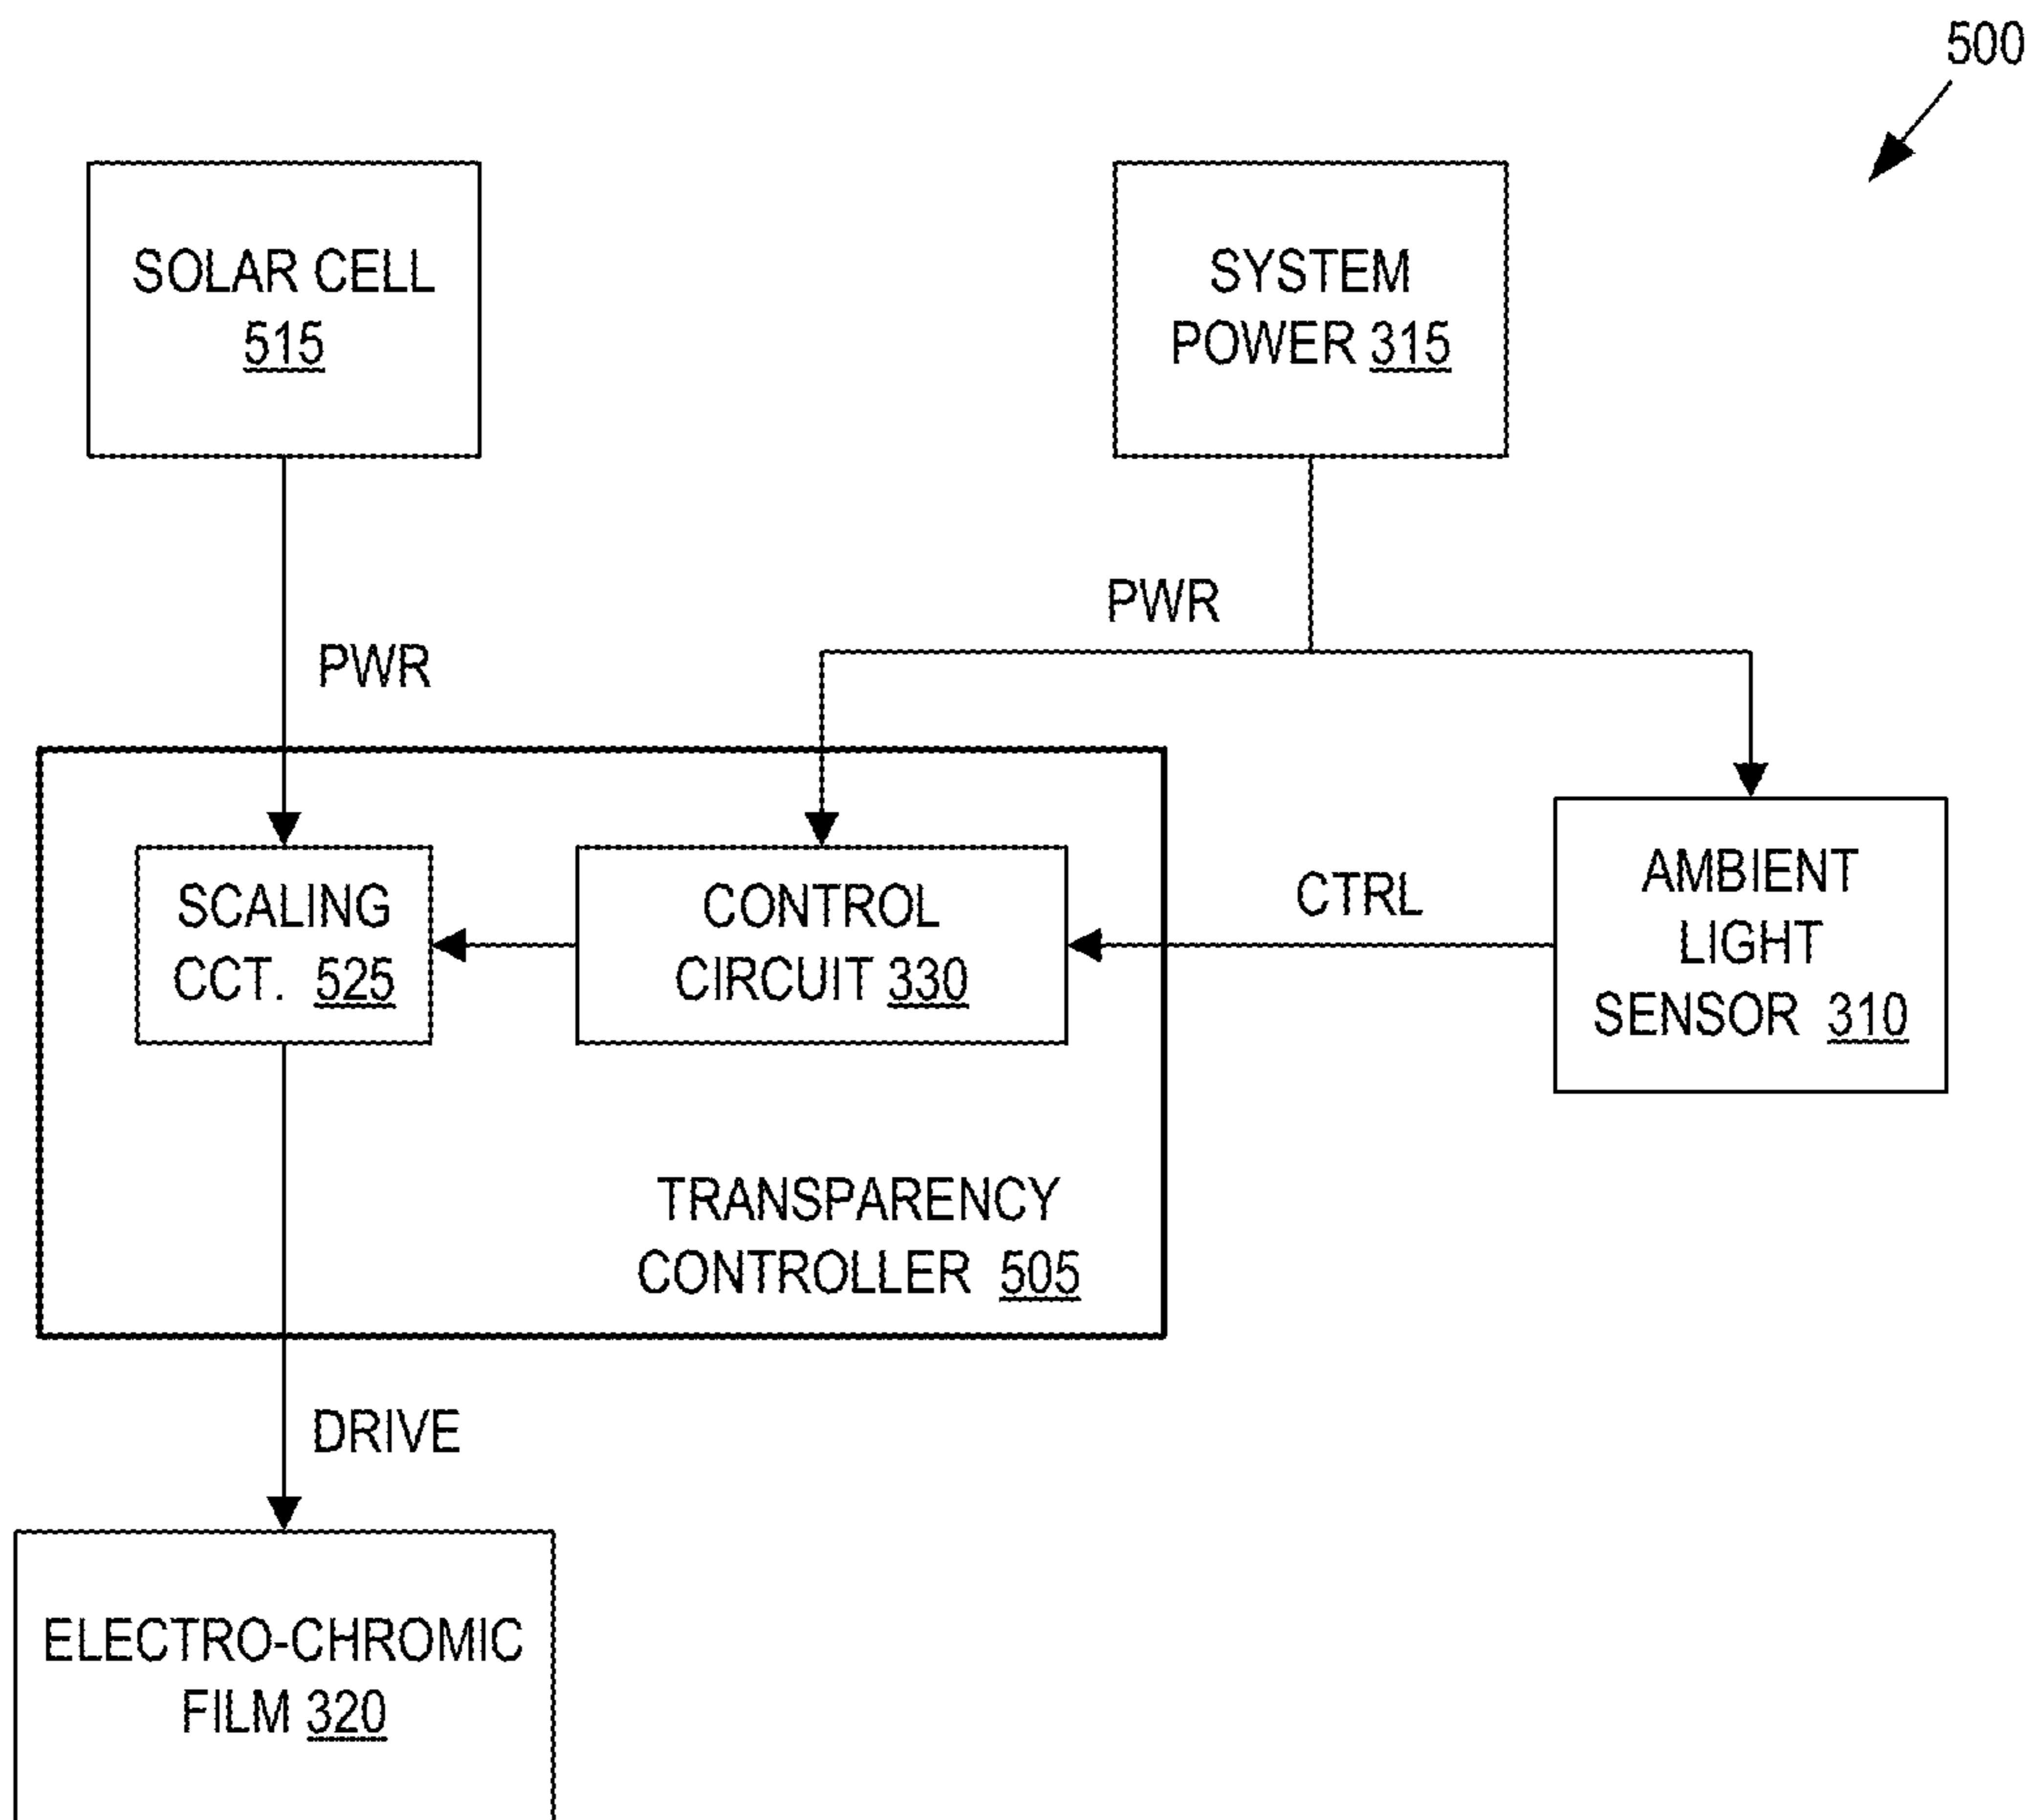 500
SOLAR CELL
515
SYSTEM
POWER 315
PWR
PWR
SCALING
CCT. 525
CONTROL
CIRCUIT 330
CTRL
AMBIENT
LIGHT
SENSOR 310
TRANSPARENCY
CONTROLLER 505
DRIVE
ELECTRO-CHROMIC
FILM 320